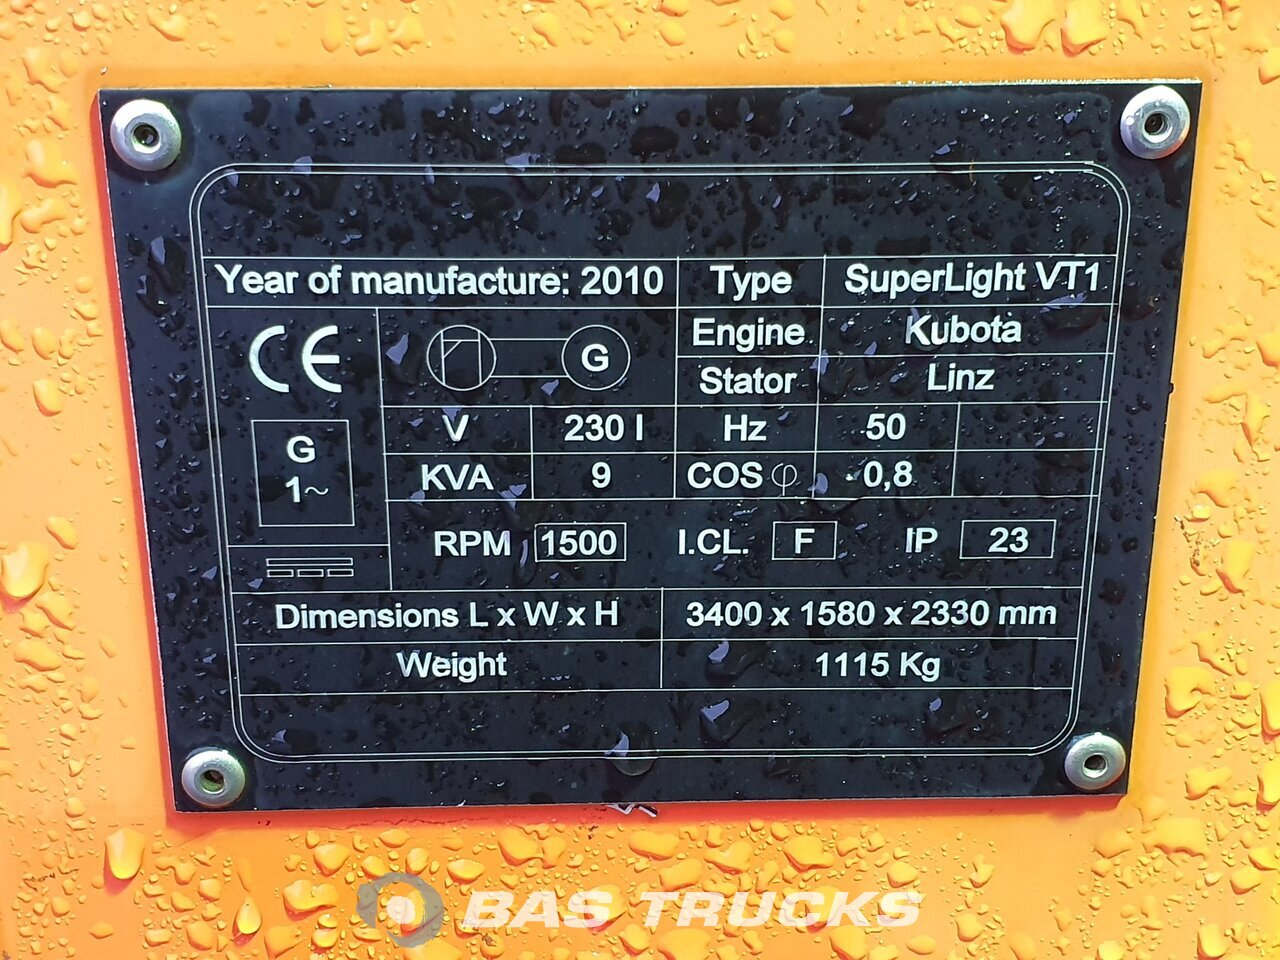 Year of manufacture: 2010 Type SuperLight VT1
CE G Engine Kubota
Stator Linz
G V 230 I Hz 50
1~ KVA 9 COS φ 0,8
RPM 1500 I.CL. F IP 23
Dimensions L x W x H 3400 x 1580 x 2330 mm
Weight 1115 Kg
BAS TRUCKS